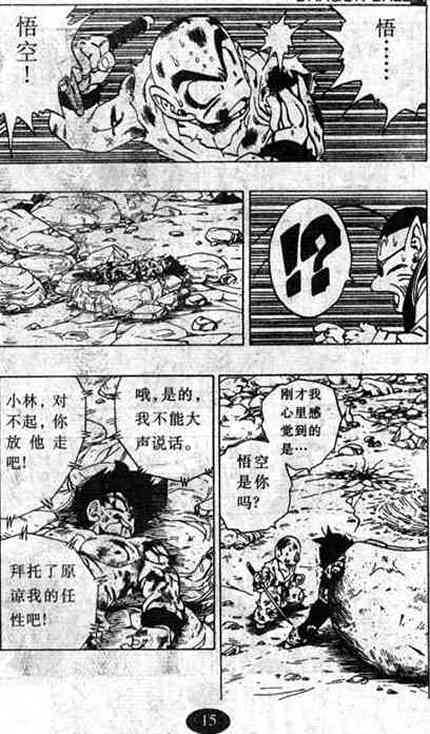 悟……
悟空！
!?
刚才我
心里感
觉到的
是…
悟空
是你
吗？
哦，是的，
我不能大
声说话。
小林，对
不起，你
放他走
吧！
拜托了原
谅我的任
性吧！
15